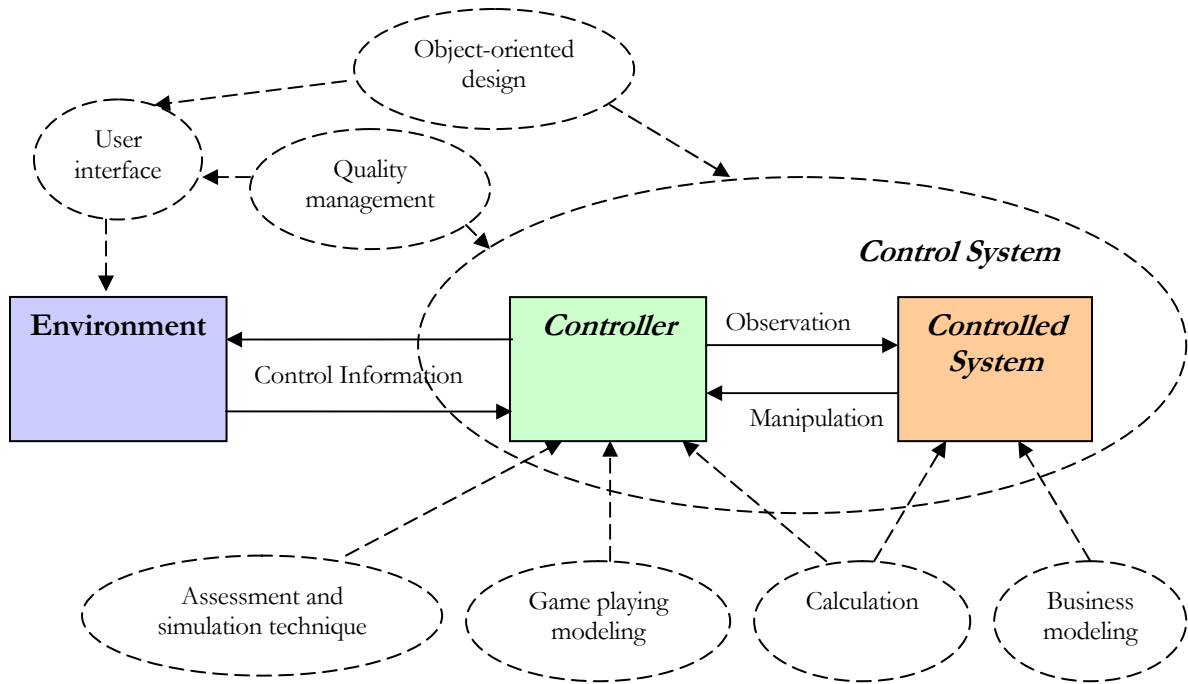 Object-oriented
design
User
interface
Quality
management
Control System
Environment
Controller
Observation
Controlled
System
Control Information
Manipulation
Assessment and
simulation technique
Game playing
modeling
Calculation
Business
modeling